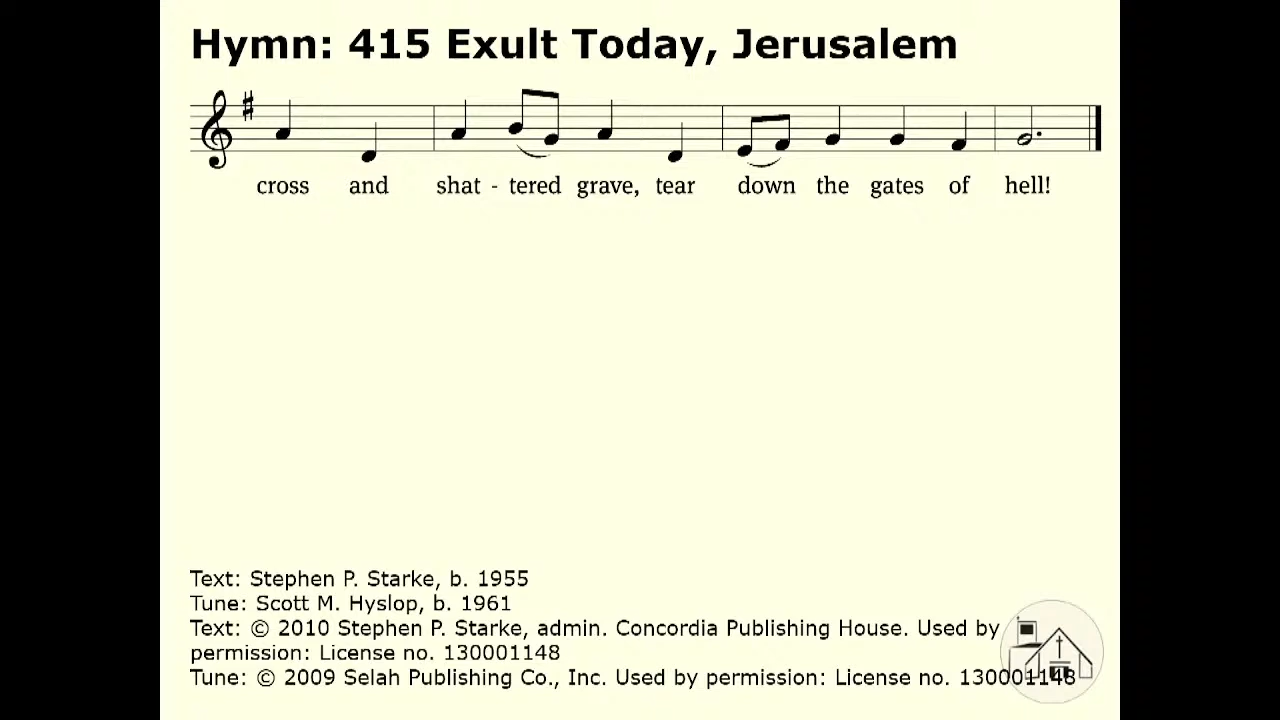 Hymn: 415 Exult Today, Jerusalem
cross and shat - tered grave, tear down the gates of hell!
Text: Stephen P. Starke, b. 1955
Tune: Scott M. Hyslop, b. 1961
Text: © 2010 Stephen P. Starke, admin. Concordia Publishing House. Used by
permission: License no. 130001148
Tune: © 2009 Selah Publishing Co., Inc. Used by permission: License no. 130001148